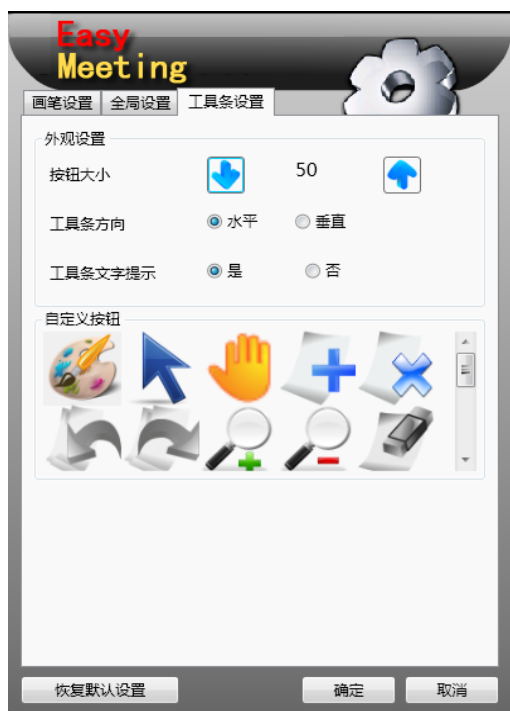 Easy
Meeting
画笔设置 全局设置 工具条设置
外观设置
按钮大小 50
工具条方向 水平 垂直
工具条文字提示 是 否
自定义按钮
恢复默认设置 确定 取消